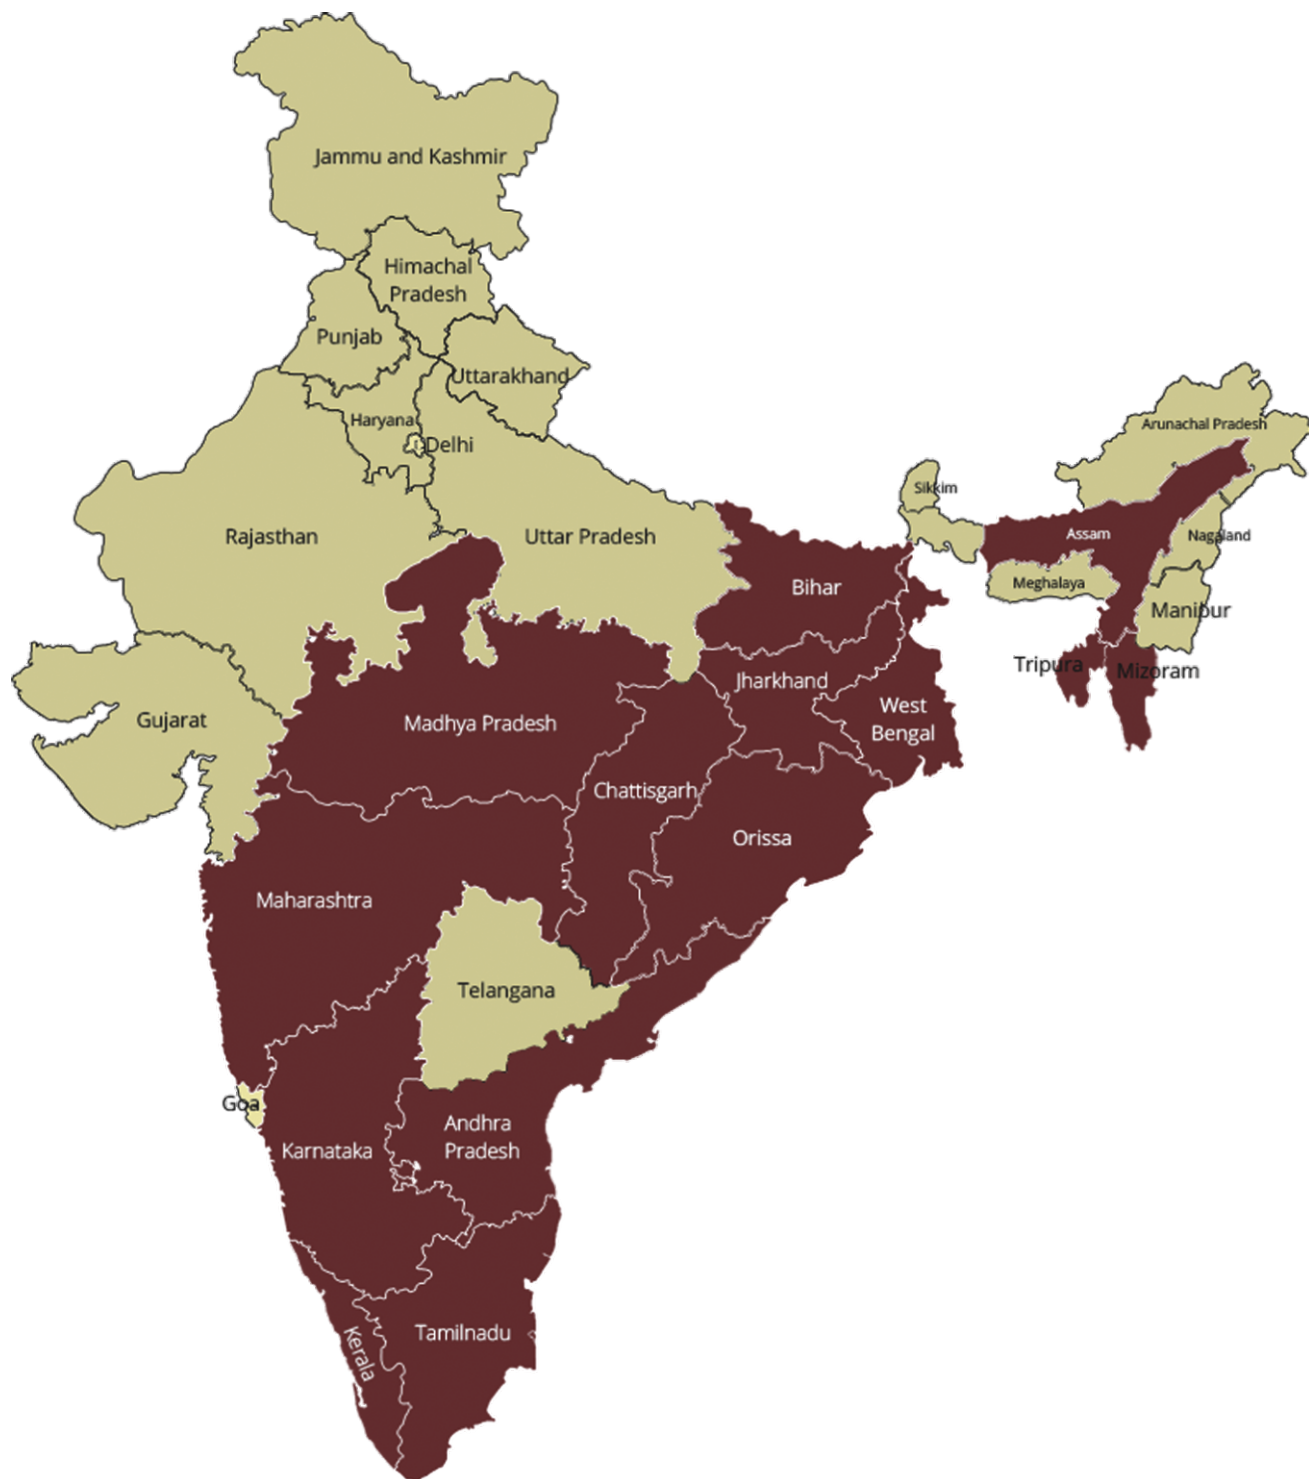 Jammu and Kashmir
Himachal
Pradesh
Punjab
Uttarakhand
Haryana
Delhi
Arunachal Pradesh
Sikkim
Rajasthan
Uttar Pradesh
Assam
Nagaland
Bihar
Meghalaya
Manibur
Tripura
Mizoram
Jharkhand
Gujarat
Madhya Pradesh
West
Bengal
Chattisgarh
Orissa
Maharashtra
Telangana
Goa
Andhra
Pradesh
Karnataka
Tamilnadu
Kerala